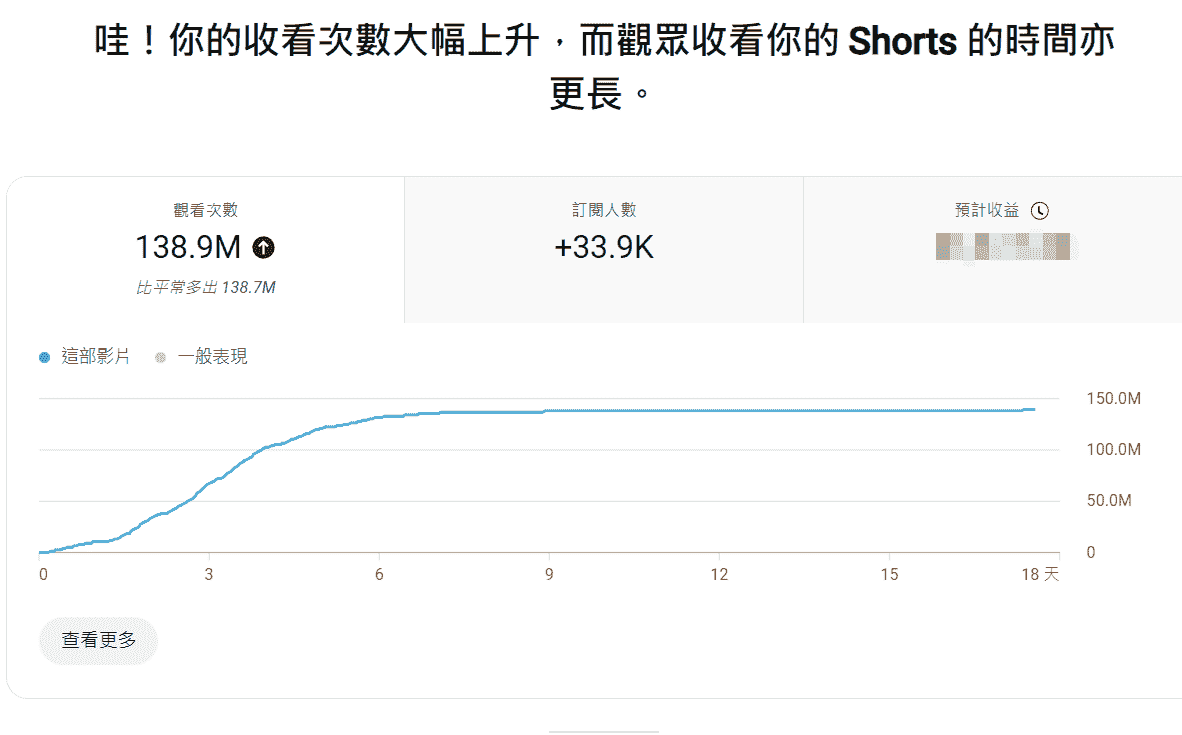 哇！你的收看次數大幅上升，而觀眾收看你的 Shorts 的時間亦
更長。
觀看次數
138.9M
比平常多出 138.7M
訂閱人數
+33.9K
預計收益
這部影片
一般表現
150.0M
100.0M
50.0M
0
0 3 6 9 12 15 18 天
查看更多